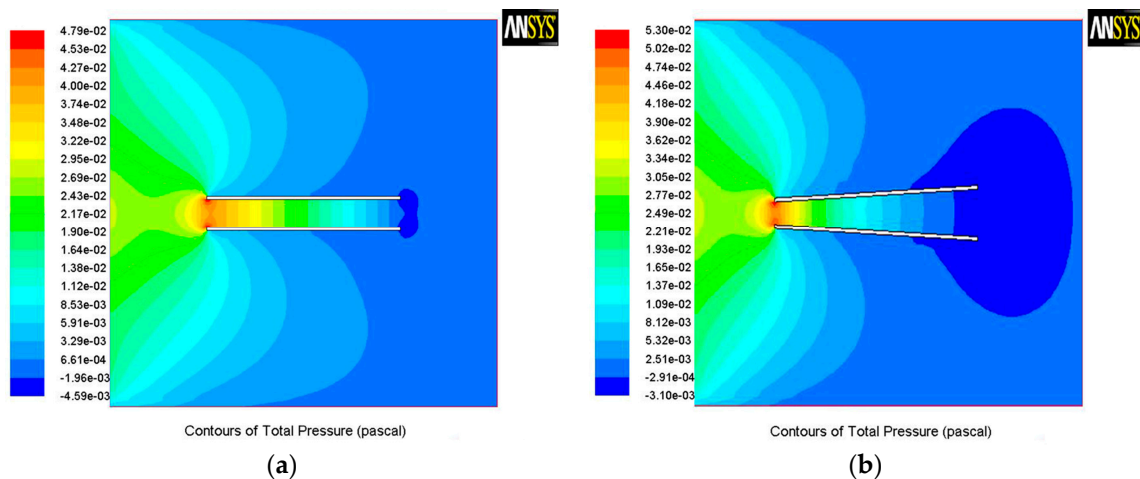 ANSYS
4.79e-02
4.53e-02
4.27e-02
4.00e-02
3.74e-02
3.48e-02
3.22e-02
2.95e-02
2.69e-02
2.43e-02
2.17e-02
1.90e-02
1.64e-02
1.38e-02
1.12e-02
8.53e-03
5.91e-03
3.29e-03
6.61e-04
-1.96e-03
-4.59e-03
Contours of Total Pressure (pascal)
(a)
ANSYS
5.30e-02
5.02e-02
4.74e-02
4.46e-02
4.18e-02
3.90e-02
3.62e-02
3.34e-02
3.05e-02
2.77e-02
2.49e-02
2.21e-02
1.93e-02
1.65e-02
1.37e-02
1.09e-02
8.12e-03
5.32e-03
2.51e-03
-2.91e-04
-3.10e-03
Contours of Total Pressure (pascal)
(b)